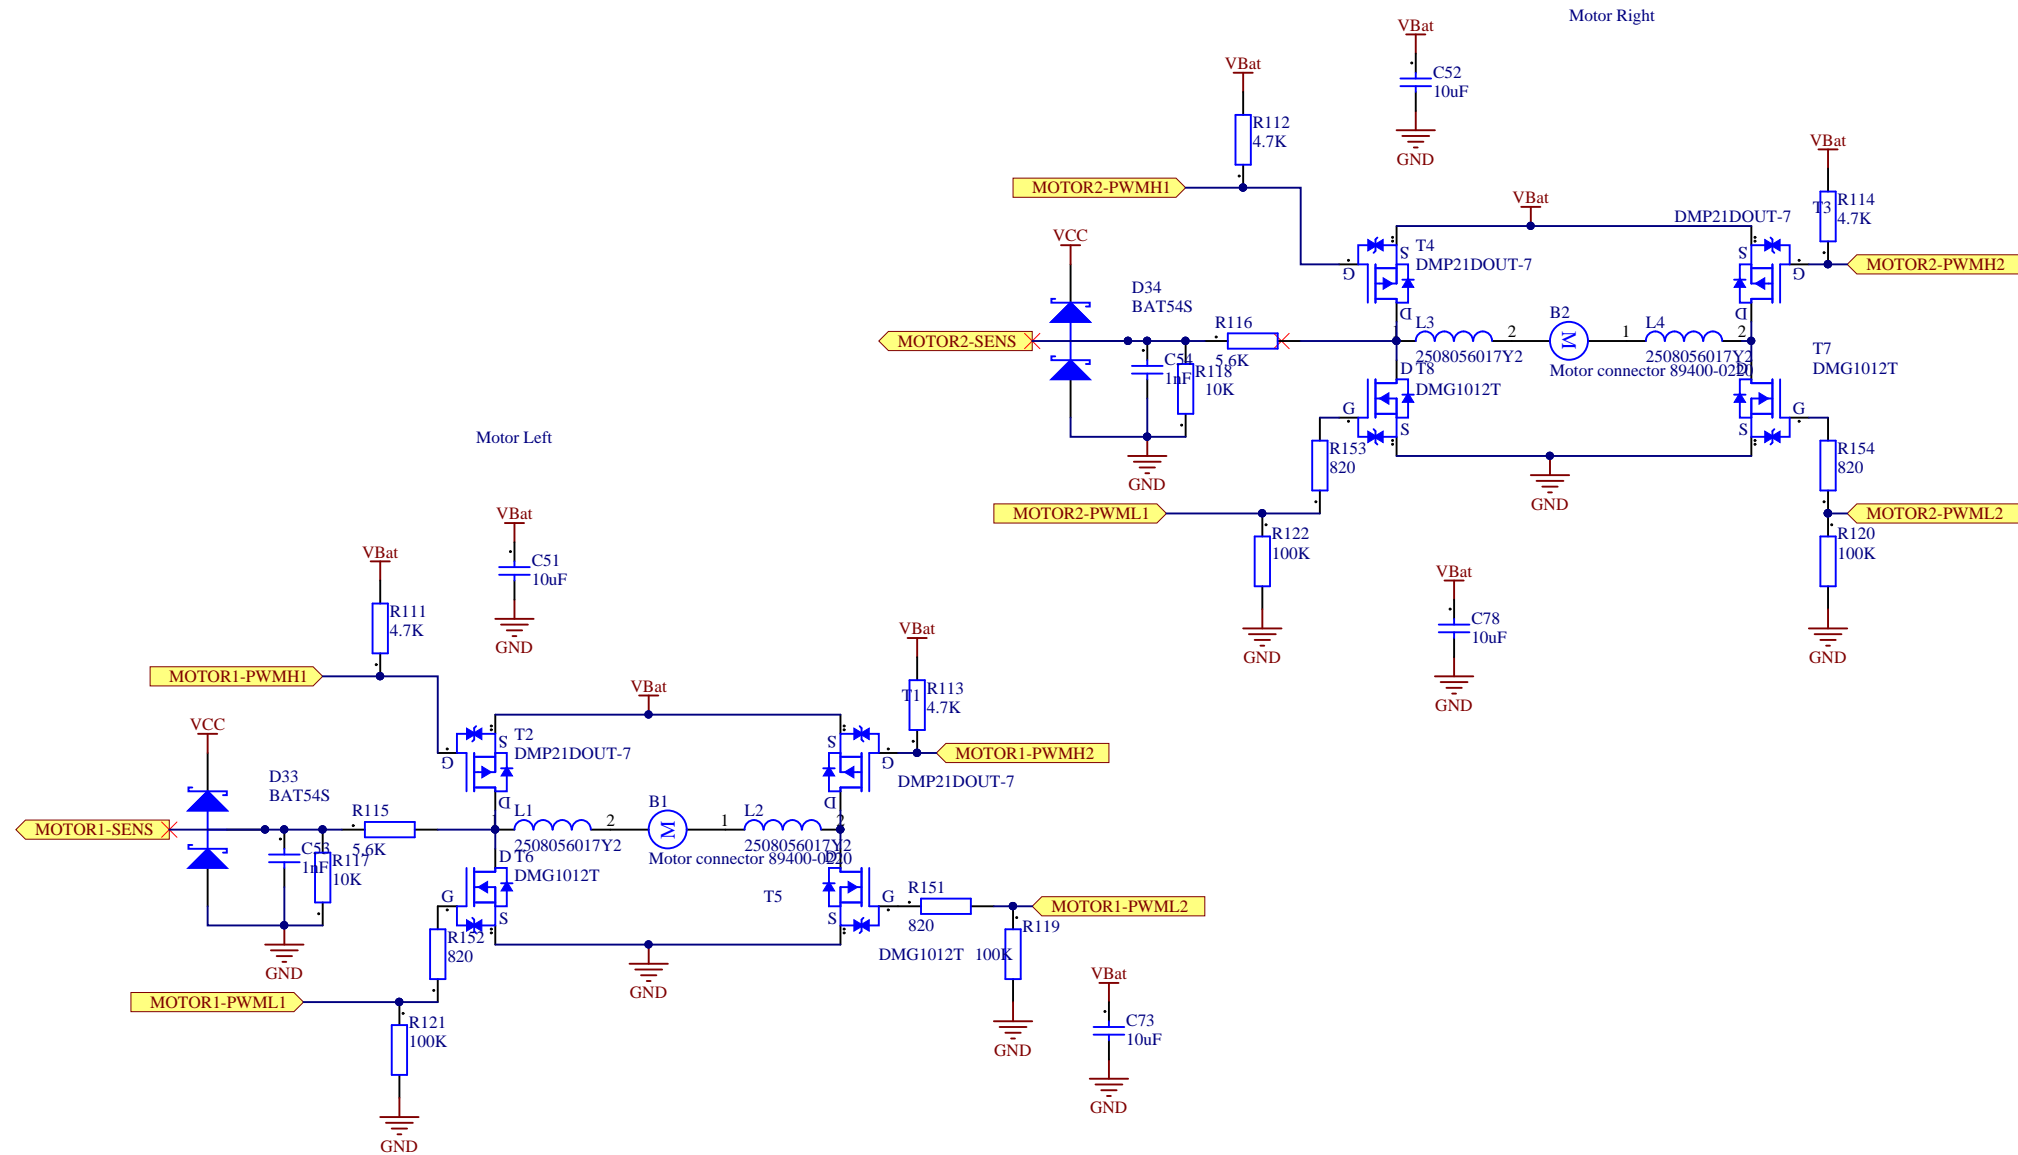 Motor Right
VBat
C52
10uF
GND
VBat
R112
4.7K
MOTOR2-PWMH1
VBat
R114
4.7K
T3
DMP21DOUT-7
VBat
S
G
D
T4
DMP21DOUT-7
S
G
D
MOTOR2-PWMH2
VCC
D34
BAT54S
MOTOR2-SENS
R116
5.6K
C54
1nF
R118
10K
GND
1
L3
2
2508056017Y2
B2
M
Motor connector 89400-0220
1
L4
2
2508056017Y2
D
T8
DMG1012T
G
S
D
T7
DMG1012T
G
S
R153
820
R154
820
GND
MOTOR2-PWML1
R122
100K
GND
MOTOR2-PWML2
R120
100K
GND
VBat
C78
10uF
GND
Motor Left
VBat
C51
10uF
GND
VBat
R111
4.7K
MOTOR1-PWMH1
VBat
T1
R113
4.7K
VBat
S
G
D
T2
DMP21DOUT-7
S
G
D
MOTOR1-PWMH2
DMP21DOUT-7
VCC
D33
BAT54S
MOTOR1-SENS
R115
5.6K
C53
1nF
R117
10K
GND
1
L1
2
2508056017Y2
B1
M
Motor connector 89400-0220
1
L2
2
2508056017Y2
D
T6
DMG1012T
G
S
D
T5
G
S
DMG1012T
R151
820
MOTOR1-PWML2
R119
100K
GND
R152
820
GND
MOTOR1-PWML1
R121
100K
GND
VBat
C73
10uF
GND